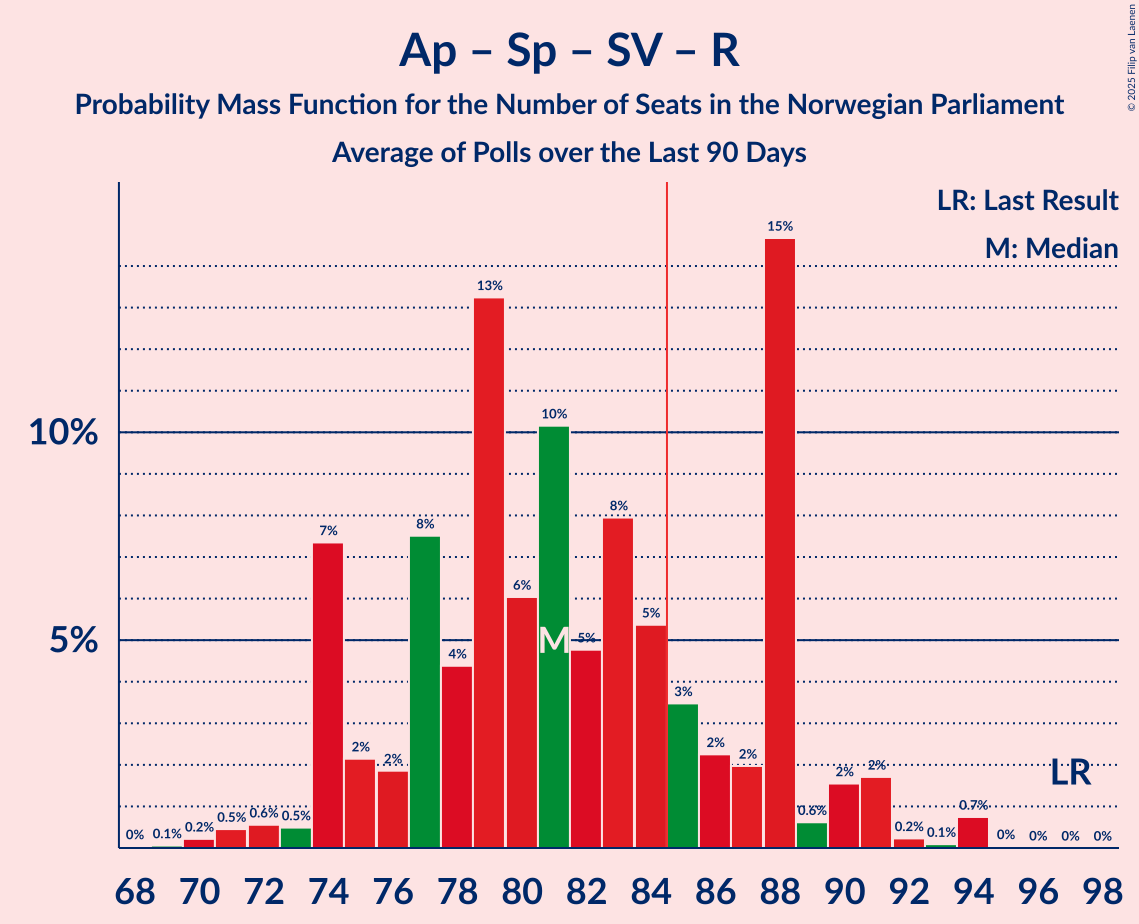 Ap – Sp – SV – R
Probability Mass Function for the Number of Seats in the Norwegian Parliament
Average of Polls over the Last 90 Days
© 2025 Filip van Laenen
LR: Last Result
M: Median
10%
5%
0% 0.1% 0.2% 0.5% 0.6% 0.5% 7% 2% 2% 8% 4% 13% 6% 10% 5% 8% 5% 3% 2% 2% 15% 0.6% 2% 2% 0.2% 0.1% 0.7% 0% 0% 0% 0%
M
LR
68 70 72 74 76 78 80 82 84 86 88 90 92 94 96 98